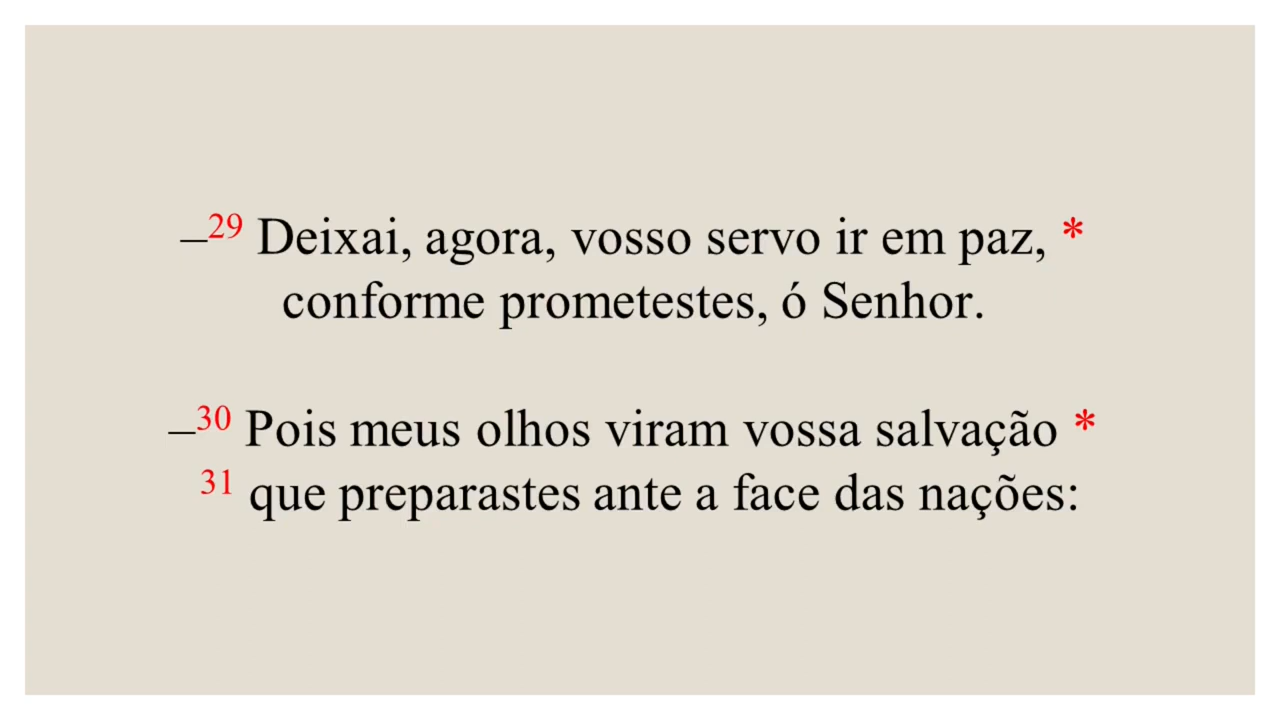 –29 Deixai, agora, vosso servo ir em paz, *
conforme prometestes, ó Senhor.
–30 Pois meus olhos viram vossa salvação *
31 que preparastes ante a face das nações: